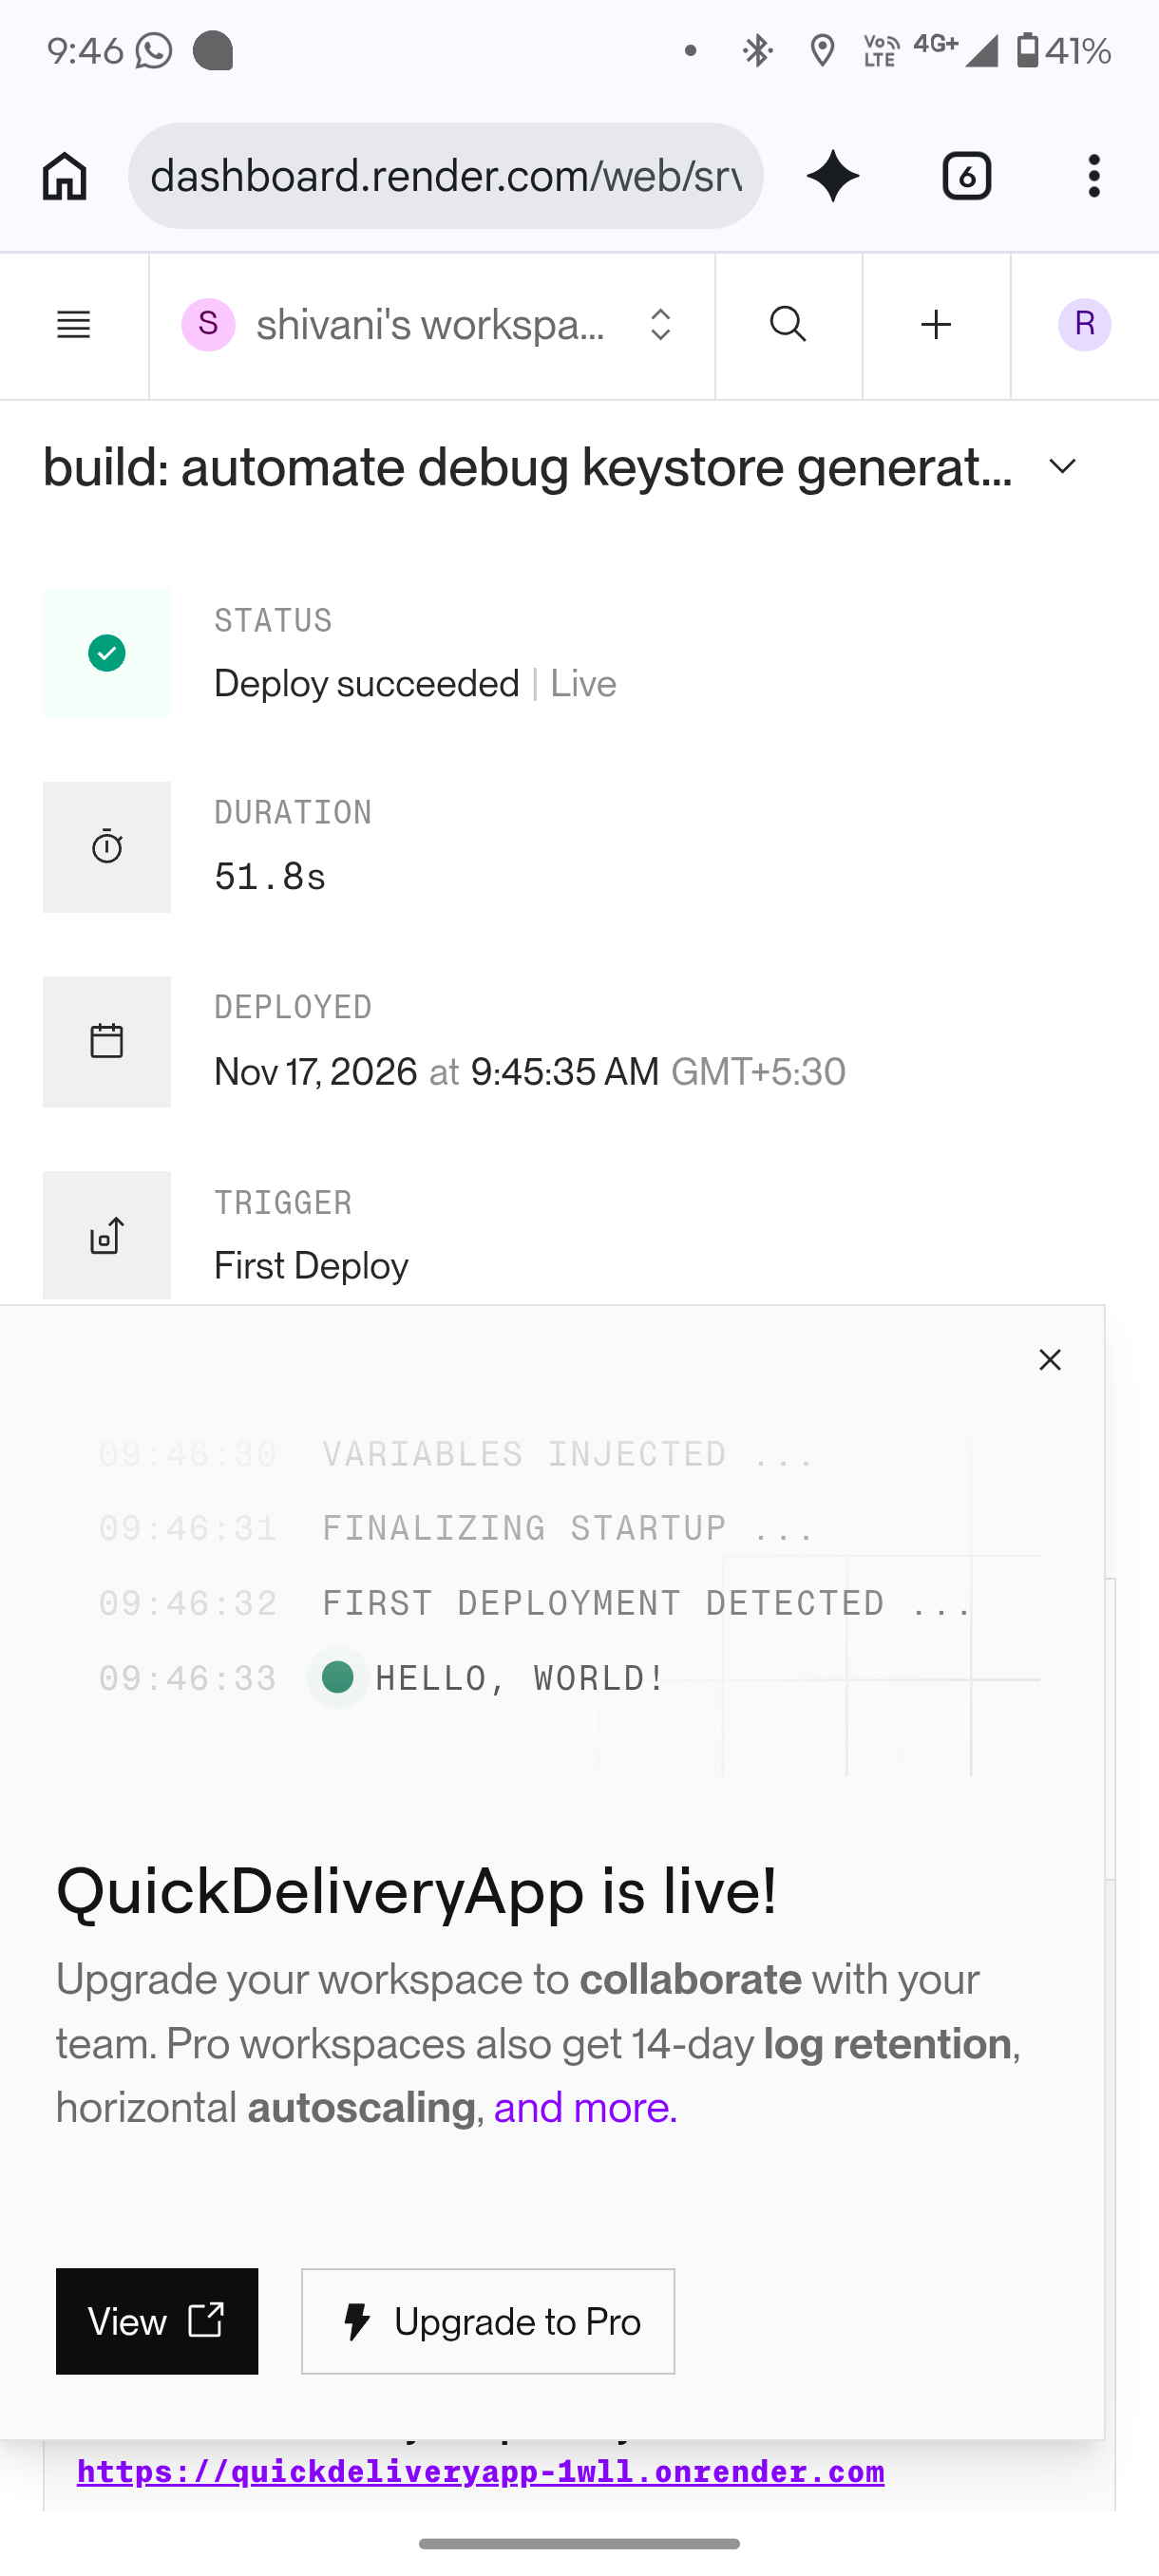 9:46 VoLTE 4G+ 41%
dashboard.render.com/web/srv
6
S shivani's workspa... R
build: automate debug keystore generat...
STATUS
Deploy succeeded | Live
DURATION
51.8s
DEPLOYED
Nov 17, 2026 at 9:45:35 AM GMT+5:30
TRIGGER
First Deploy
09:46:30 VARIABLES INJECTED ...
09:46:31 FINALIZING STARTUP ...
09:46:32 FIRST DEPLOYMENT DETECTED ...
09:46:33 HELLO, WORLD!
QuickDeliveryApp is live!
Upgrade your workspace to collaborate with your
team. Pro workspaces also get 14-day log retention,
horizontal autoscaling, and more.
View Upgrade to Pro
https://quickdeliveryapp-1wll.onrender.com